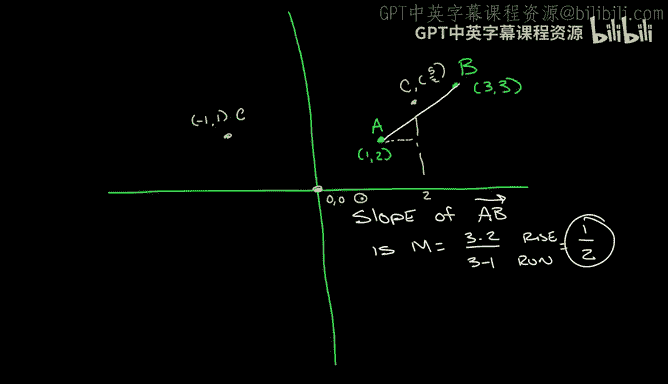 GPT中英字幕课程资源@bilibili.com
GPT中英字幕课程资源 bilibili
(-1,1) C
C, (5/2)
B
(3,3)
A
(1,2)
0,0
2
SLOPE of AB
is M = 3-2 / 3-1 RISE / RUN = 1/2